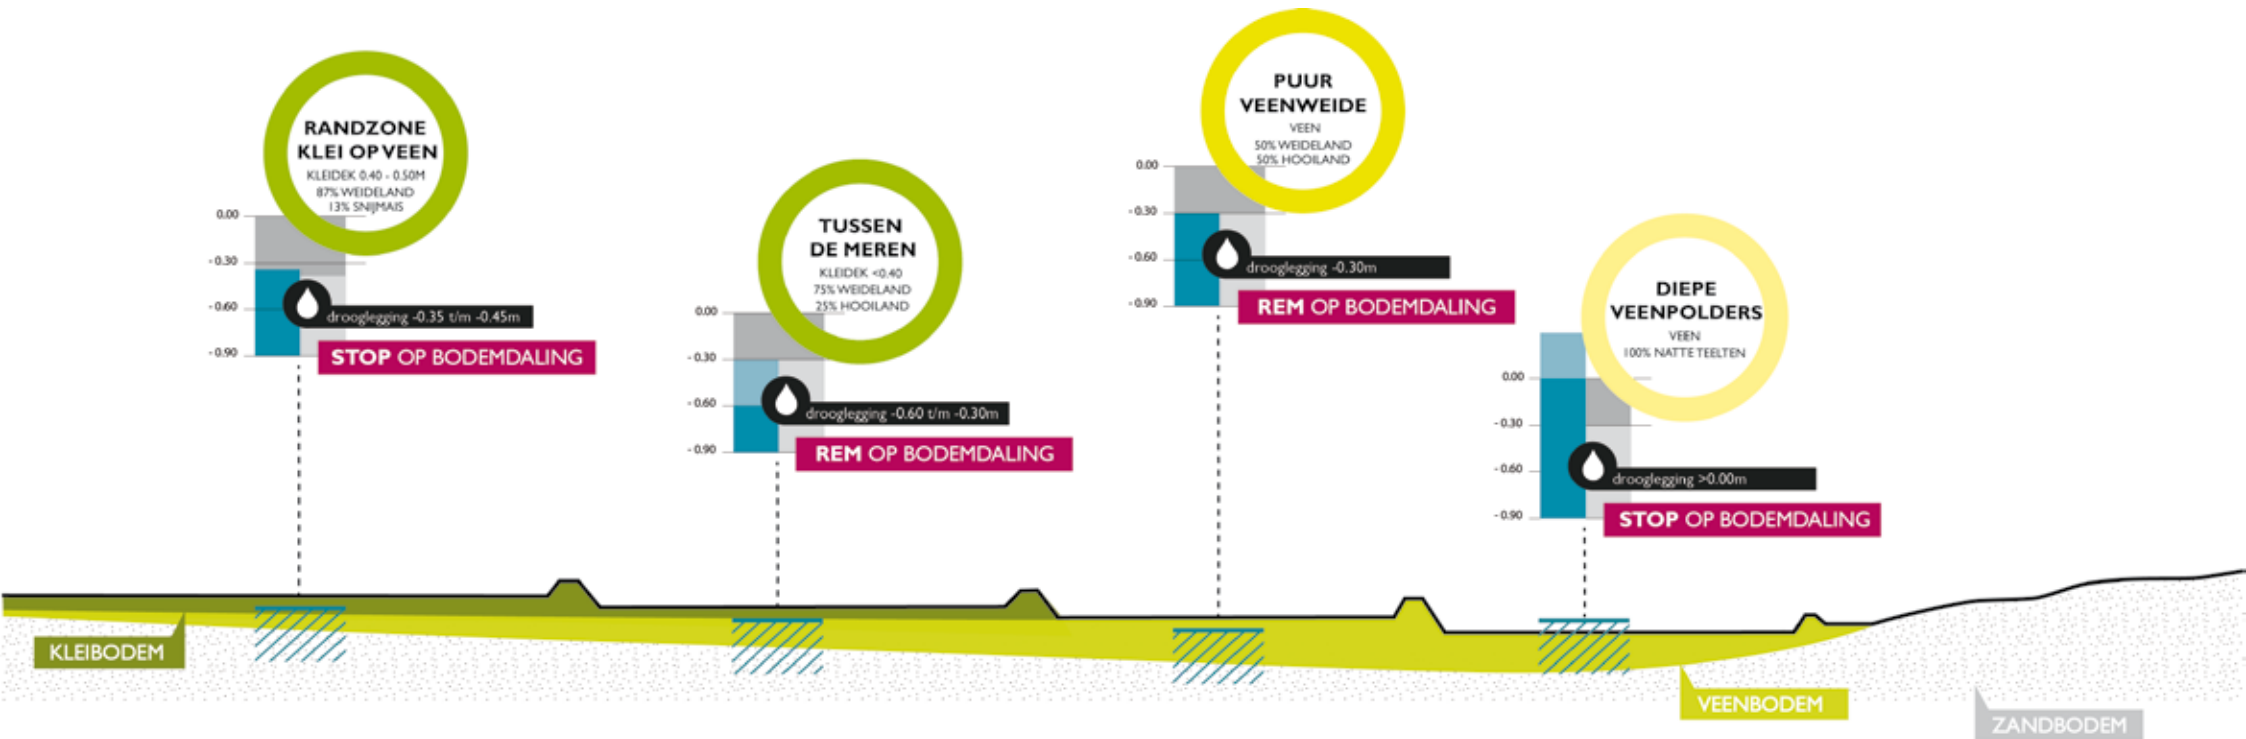 RANDZONE
KLEI OP VEEN
KLEIDEK 0.40 - 0.50M
87% WEIDELAND
13% SNIJMAIS
0.00
- 0.30
- 0.60
- 0.90
drooglegging -0.35 t/m -0.45m
STOP OP BODEMDALING
TUSSEN
DE MEREN
KLEIDEK <0.40
75% WEIDELAND
25% HOOILAND
0.00
- 0.30
- 0.60
- 0.90
drooglegging -0.60 t/m -0.30m
REM OP BODEMDALING
PUUR
VEENWEIDE
VEEN
50% WEIDELAND
50% HOOILAND
0.00
- 0.30
- 0.60
- 0.90
drooglegging -0.30m
REM OP BODEMDALING
DIEPE
VEENPOLDERS
VEEN
100% NATTE TEELTEN
0.00
- 0.30
- 0.60
- 0.90
drooglegging >0.00m
STOP OP BODEMDALING
KLEIBODEM
VEENBODEM
ZANDBODEM